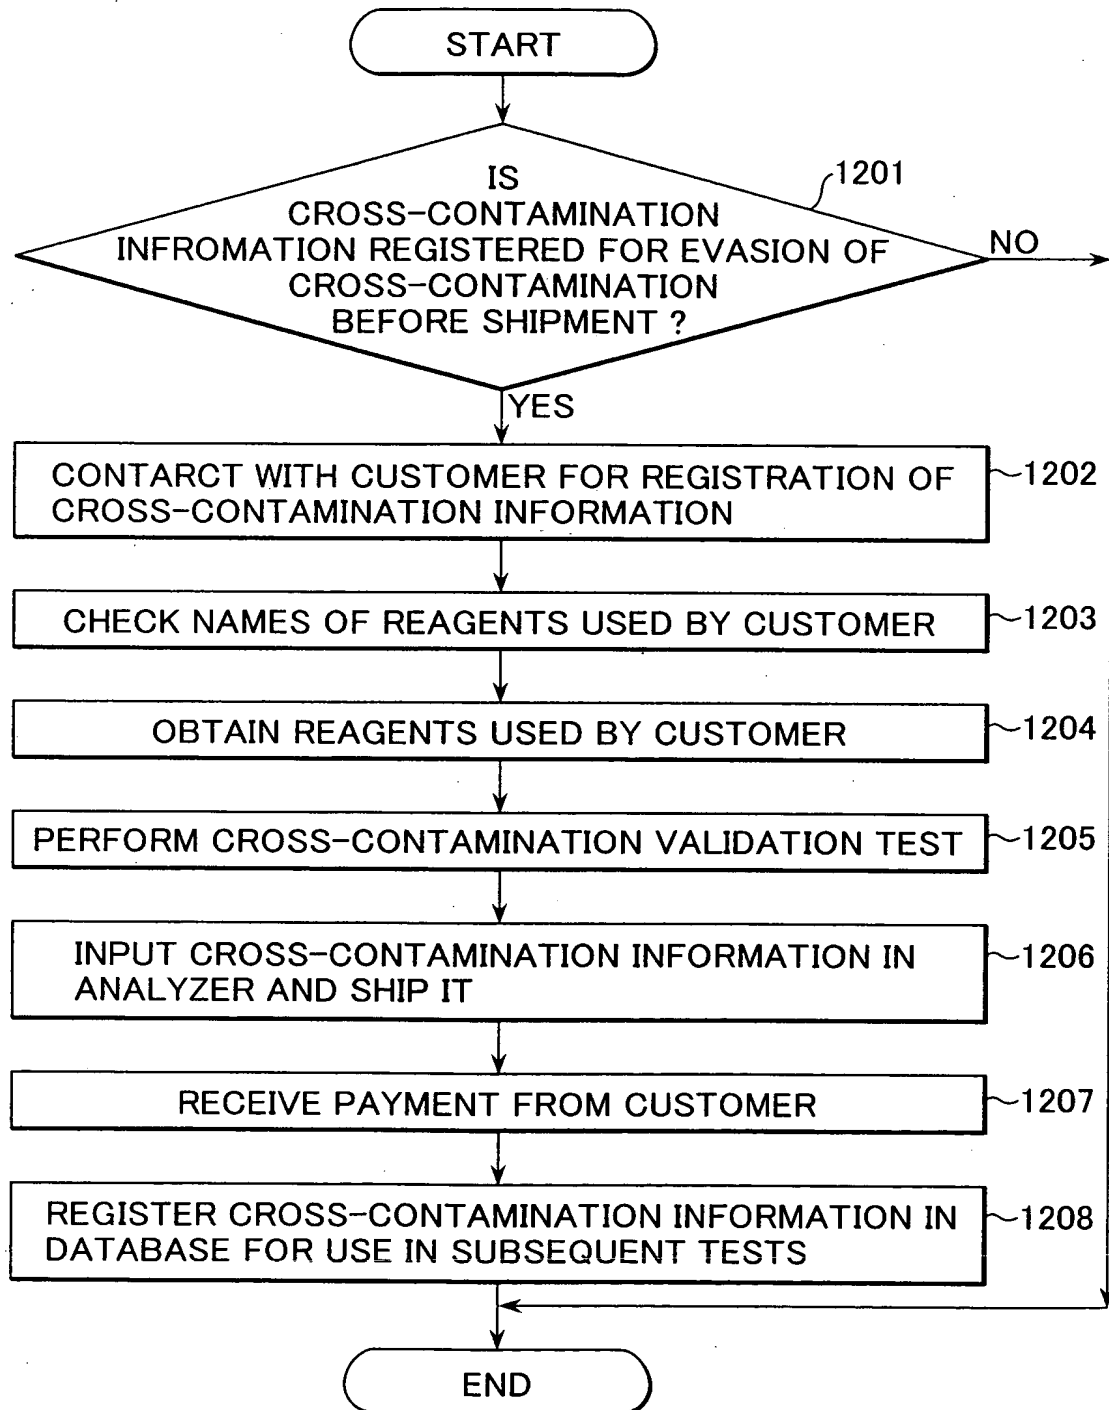 START
IS
CROSS-CONTAMINATION
INFROMATION REGISTERED FOR EVASION OF
CROSS-CONTAMINATION
BEFORE SHIPMENT ?
1201
NO
YES
CONTARCT WITH CUSTOMER FOR REGISTRATION OF
CROSS-CONTAMINATION INFORMATION
1202
CHECK NAMES OF REAGENTS USED BY CUSTOMER
1203
OBTAIN REAGENTS USED BY CUSTOMER
1204
PERFORM CROSS-CONTAMINATION VALIDATION TEST
1205
INPUT CROSS-CONTAMINATION INFORMATION IN
ANALYZER AND SHIP IT
1206
RECEIVE PAYMENT FROM CUSTOMER
1207
REGISTER CROSS-CONTAMINATION INFORMATION IN
DATABASE FOR USE IN SUBSEQUENT TESTS
1208
END